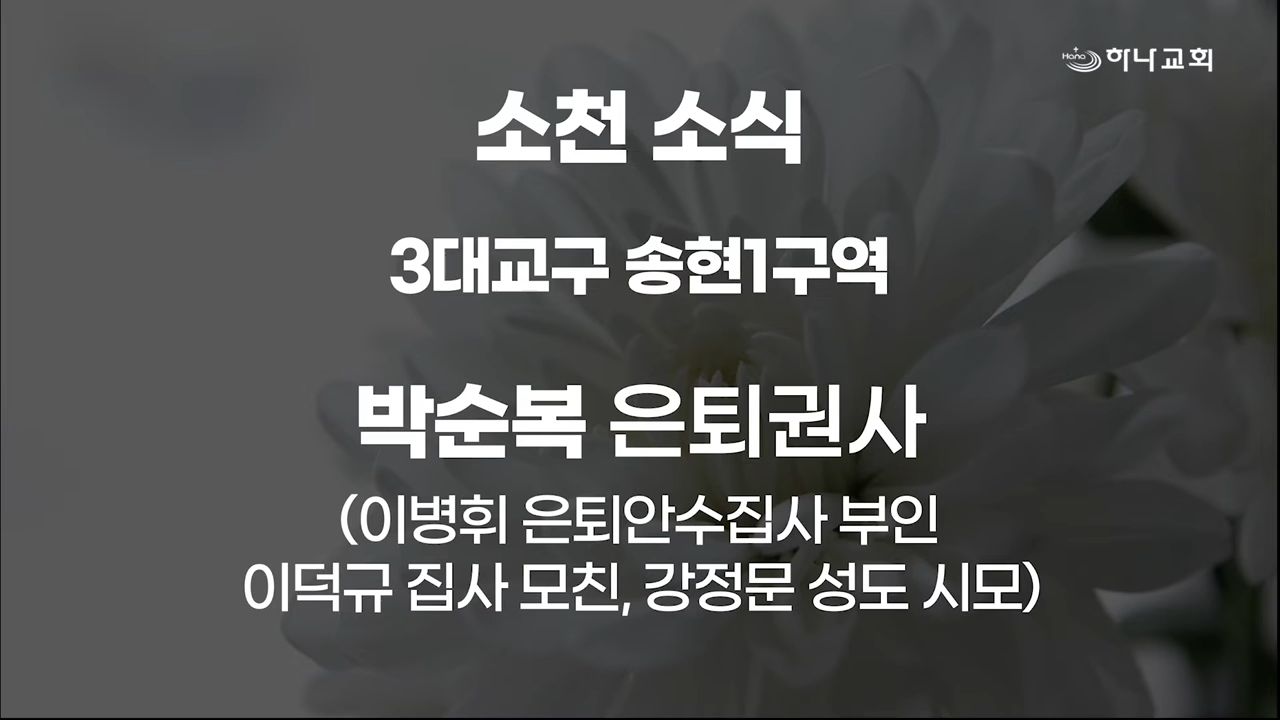 Hana 하나교회
소천 소식
3대교구 송현1구역
박순복 은퇴권사
(이병휘 은퇴안수집사 부인
이덕규 집사 모친, 강정문 성도 시모)